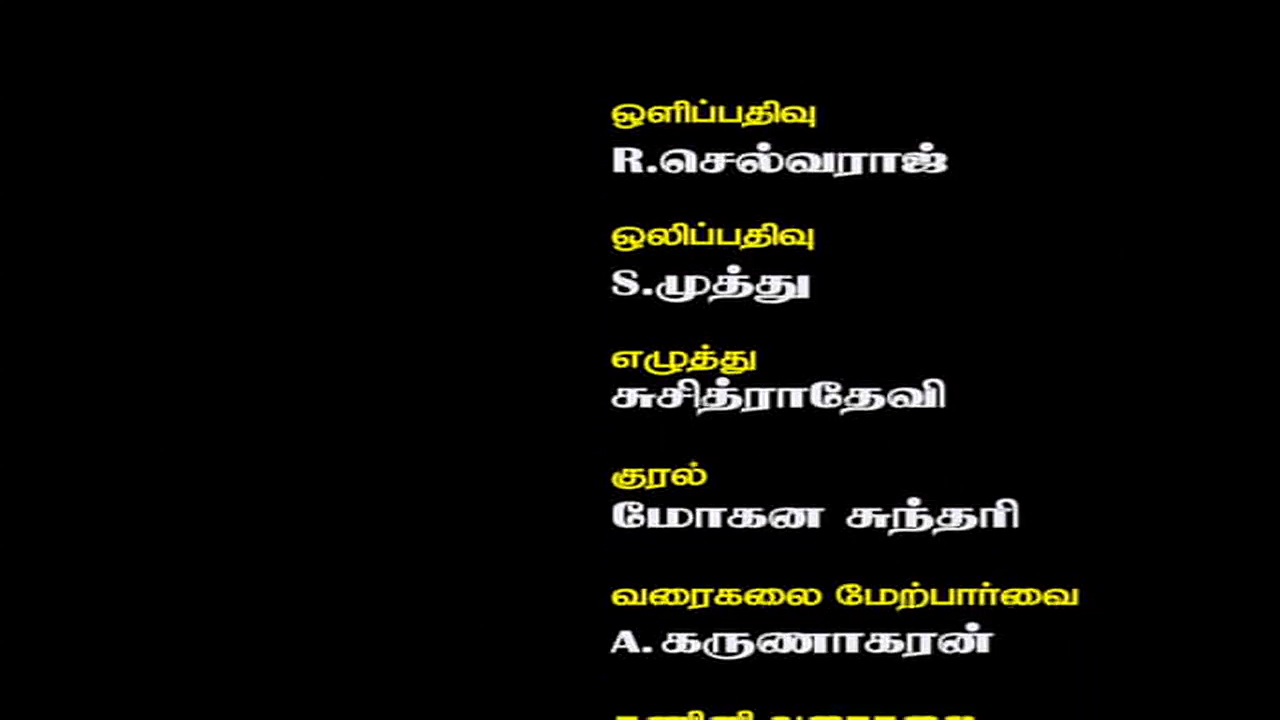 ஒளிப்பதிவு
R.செல்வராஜ்
ஒலிப்பதிவு
S.முத்து
எழுத்து
சுசித்ராதேவி
குரல்
மோகன சுந்தரி
வரைகலை மேற்பார்வை
A.கருணாகரன்